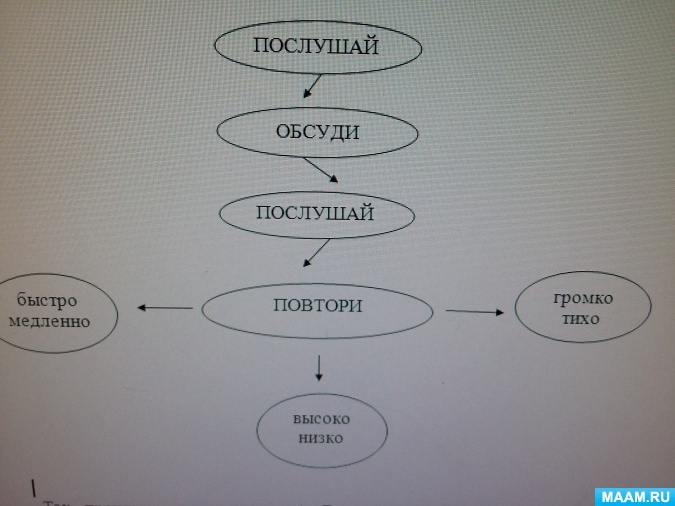 ПОСЛУШАЙ
ОБСУДИ
ПОСЛУШАЙ
ПОВТОРИ
быстро
медленно
громко
тихо
высоко
низко
MAAM.RU